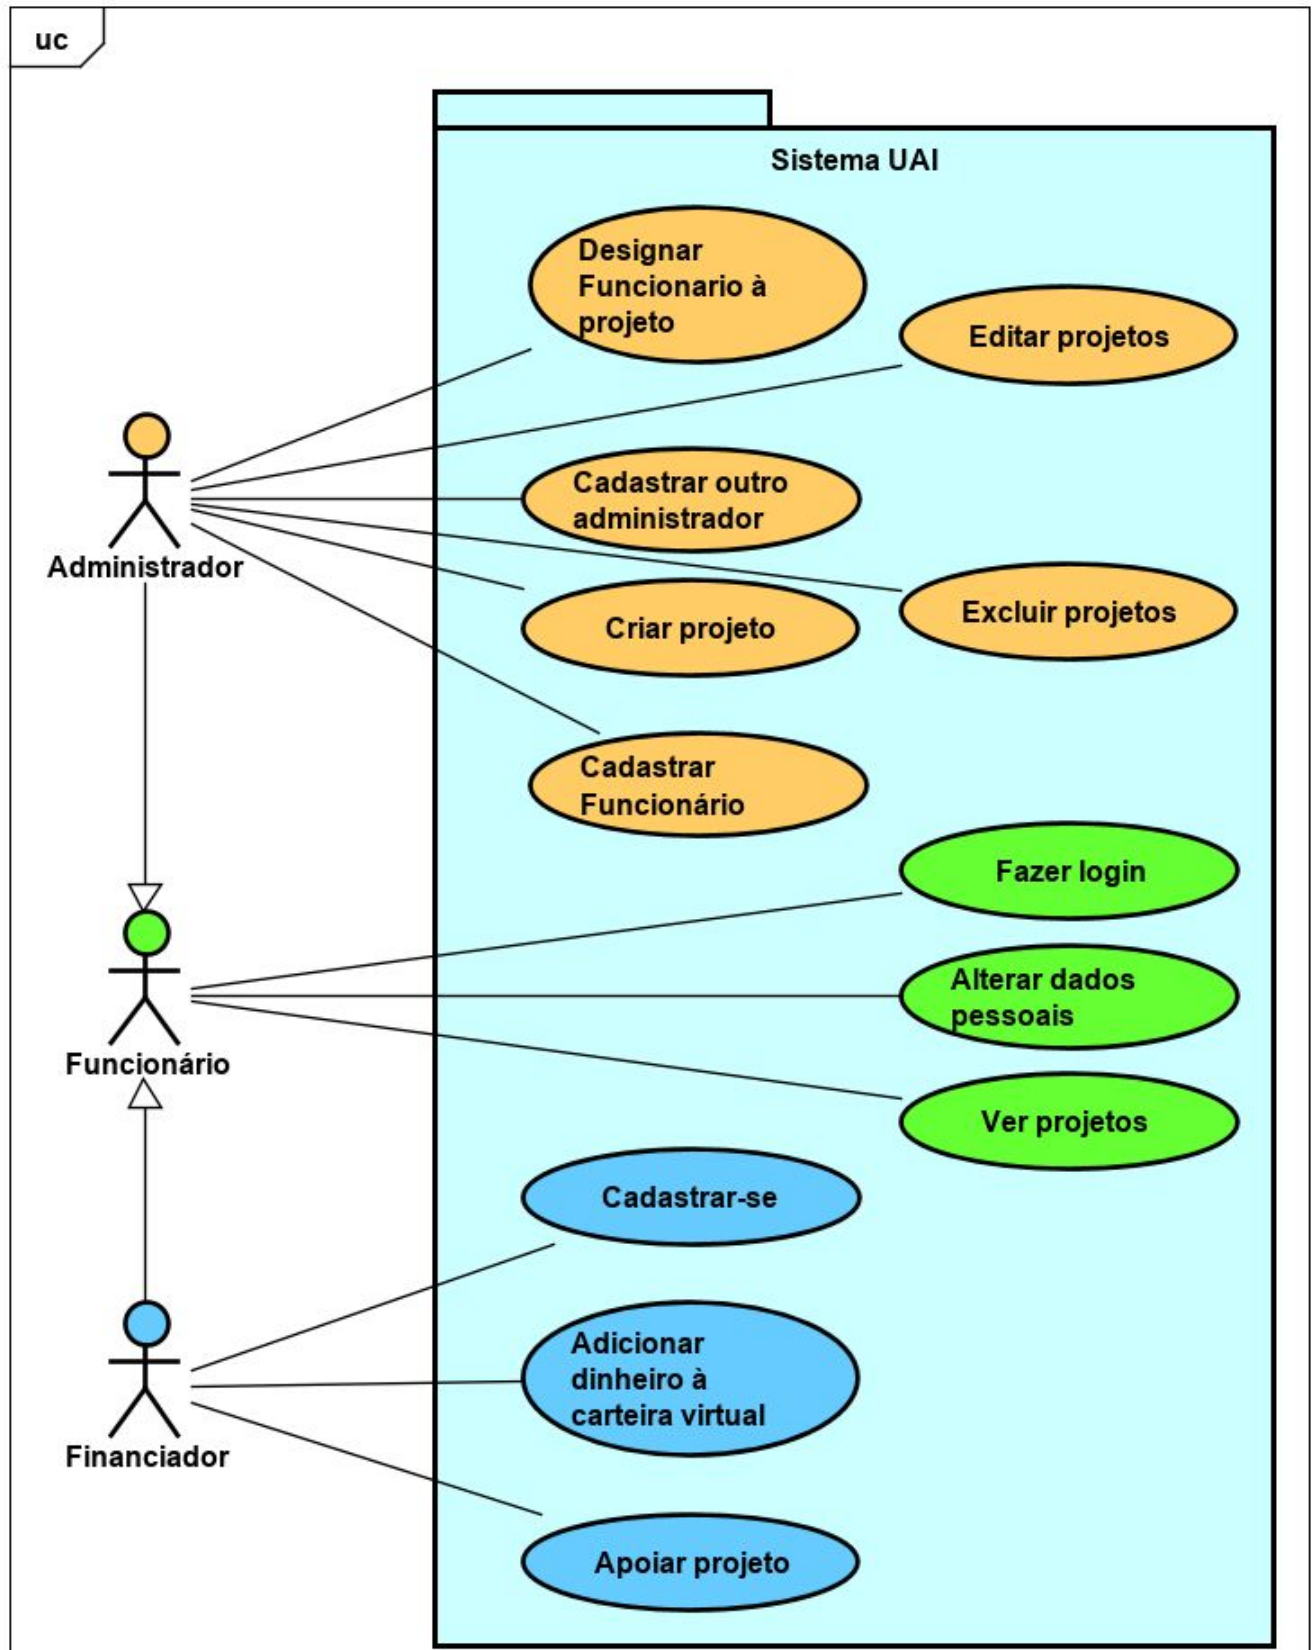 uc
Sistema UAI
Designar
Funcionario à
projeto
Editar projetos
Cadastrar outro
administrador
Administrador
Criar projeto
Excluir projetos
Cadastrar
Funcionário
Fazer login
Alterar dados
pessoais
Funcionário
Ver projetos
Cadastrar-se
Adicionar
dinheiro à
carteira virtual
Financiador
Apoiar projeto